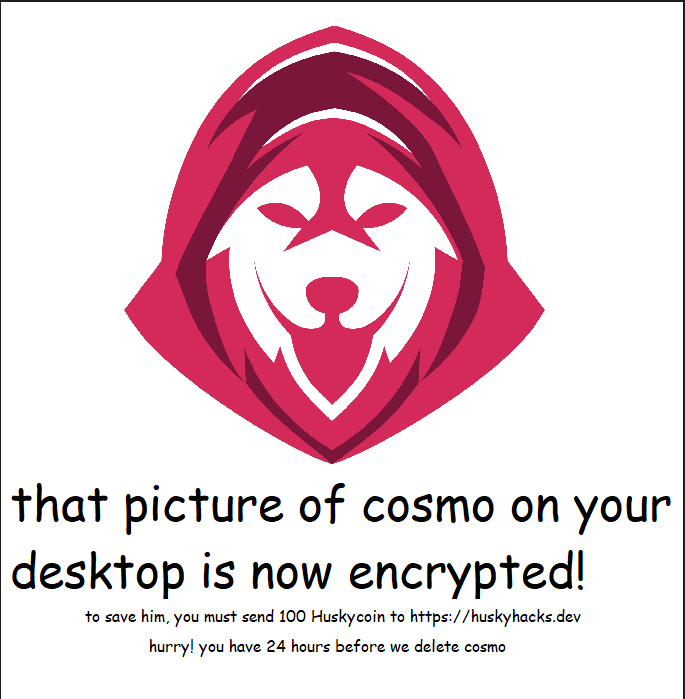 that picture of cosmo on your
desktop is now encrypted!
to save him, you must send 100 Huskycoin to https://huskyhacks.dev
hurry! you have 24 hours before we delete cosmo